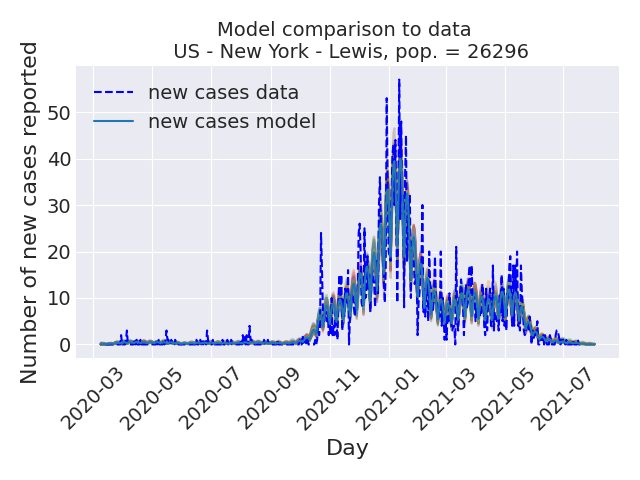 Model comparison to data
US - New York - Lewis, pop. = 26296
new cases data
new cases model
Number of new cases reported
50
40
30
20
10
0
2020-03
2020-05
2020-07
2020-09
2020-11
2021-01
2021-03
2021-05
2021-07
Day